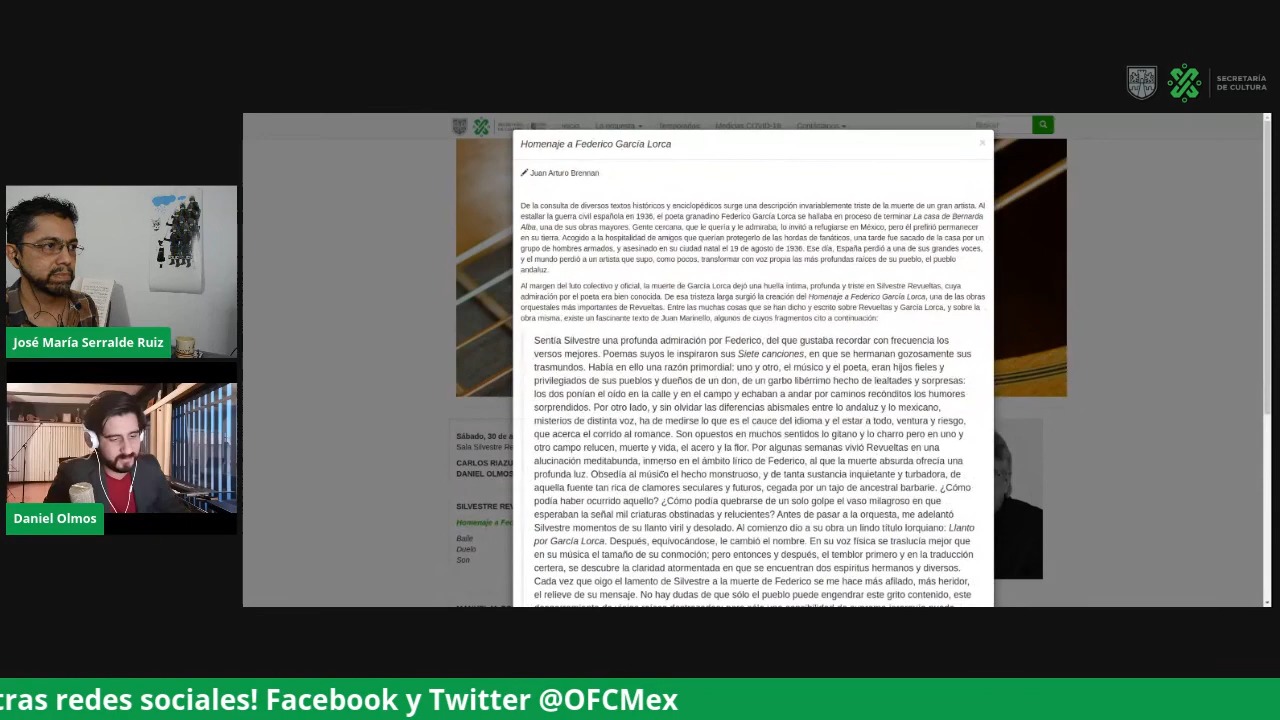 SECRETARÍA
DE CULTURA
Inicio La orquesta Temporadas Medidas COVID-19 Contáctanos
Homenaje a Federico García Lorca
×
Juan Arturo Brennan
De la consulta de diversos textos históricos y enciclopédicos surge una descripción invariablemente triste de la muerte de un gran artista. Al
estallar la guerra civil española en 1936, el poeta granadino Federico García Lorca se hallaba en proceso de terminar La casa de Bernarda
Alba, una de sus obras mayores. Gente cercana, que le quería y le admiraba, lo invitó a refugiarse en México, pero él prefirió permanecer
en su tierra. Acogido a la hospitalidad de amigos que querían protegerlo de las hordas de fanáticos, una tarde fue sacado de la casa por un
grupo de hombres armados, y asesinado en su ciudad natal el 19 de agosto de 1936. Ese día, España perdió a una de sus grandes voces,
y el mundo perdió a un artista que supo, como pocos, transformar con voz propia las más profundas raíces de su pueblo, el pueblo
andaluz.
Al margen del luto colectivo y oficial, la muerte de García Lorca dejó una huella íntima, profunda y triste en Silvestre Revueltas, cuya
admiración por el poeta era bien conocida. De esa tristeza larga surgió la creación del Homenaje a Federico García Lorca, una de las obras
orquestales más importantes de Revueltas. Entre las muchas cosas que se han dicho y escrito sobre Revueltas y García Lorca, y sobre la
obra misma, existe un fascinante texto de Juan Marinello, algunos de cuyos fragmentos cito a continuación:
Sentía Silvestre una profunda admiración por Federico, del que gustaba recordar con frecuencia los
versos mejores. Poemas suyos le inspiraron sus Siete canciones, en que se hermanan gozosamente sus
trasmundos. Había en ello una razón primordial: uno y otro, el músico y el poeta, eran hijos fieles y
privilegiados de sus pueblos y dueños de un don, de un garbo libérrimo hecho de lealtades y sorpresas:
los dos ponían el oído en la calle y en el campo y echaban a andar por caminos recónditos los humores
sorprendidos. Por otro lado, y sin olvidar las diferencias abismales entre lo andaluz y lo mexicano,
misterios de distinta voz, ha de medirse lo que es el cauce del idioma y el estar a todo, ventura y riesgo,
que acerca el corrido al romance. Son opuestos en muchos sentidos lo gitano y lo charro pero en uno y
otro campo relucen, muerte y vida, el acero y la flor. Por algunas semanas vivió Revueltas en una
alucinación meditabunda, inmerso en el ámbito lírico de Federico, al que la muerte absurda ofrecía una
profunda luz. Obsedía al músico el hecho monstruoso, y de tanta sustancia inquietante y turbadora, de
aquella fuente tan rica de clamores seculares y futuros, cegada por un tajo de ancestral barbarie. ¿Cómo
podía haber ocurrido aquello? ¿Cómo podía quebrarse de un solo golpe el vaso milagroso en que
esperaban la señal mil criaturas obstinadas y relucientes? Antes de pasar a la orquesta, me adelantó
Silvestre momentos de su llanto viril y desolado. Al comienzo dio a su obra un lindo título lorquiano: Llanto
por García Lorca. Después, equivocándose, le cambió el nombre. En su voz física se traslucía mejor que
en su música el tamaño de su conmoción; pero entonces y después, el temblor primero y en la traducción
certera, se descubre la claridad atormentada en que se encuentran dos espíritus hermanos y diversos.
Cada vez que oigo el lamento de Silvestre a la muerte de Federico se me hace más afilado, más heridor,
el relieve de su mensaje. No hay dudas de que sólo el pueblo puede engendrar este grito contenido, este
Sábado, 30 de a
Sala Silvestre Re
CARLOS RIAZU
DANIEL OLMOS
SILVESTRE REV
Homenaje a Fed
Baile
Duelo
Son
José María Serralde Ruiz
Daniel Olmos
tras redes sociales! Facebook y Twitter @OFCMex